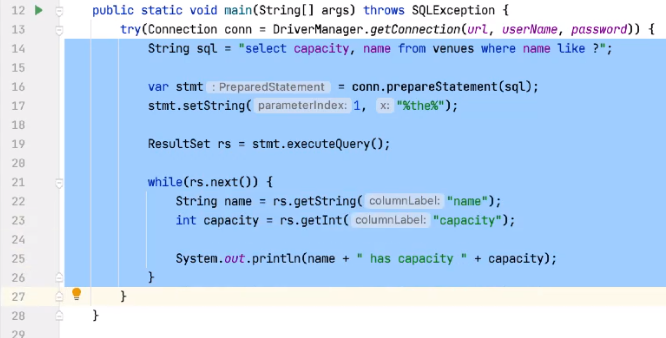 12 public static void main(String[] args) throws SQLException {
13 try(Connection conn = DriverManager.getConnection(url, userName, password)) {
14 String sql = "select capacity, name from venues where name like ?";
15
16 var stmt : PreparedStatement = conn.prepareStatement(sql);
17 stmt.setString( parameterIndex: 1, x: "%the%");
18
19 ResultSet rs = stmt.executeQuery();
20
21 while(rs.next()) {
22 String name = rs.getString( columnLabel: "name");
23 int capacity = rs.getInt( columnLabel: "capacity");
24
25 System.out.println(name + " has capacity " + capacity);
26 }
27 }
28 }
29